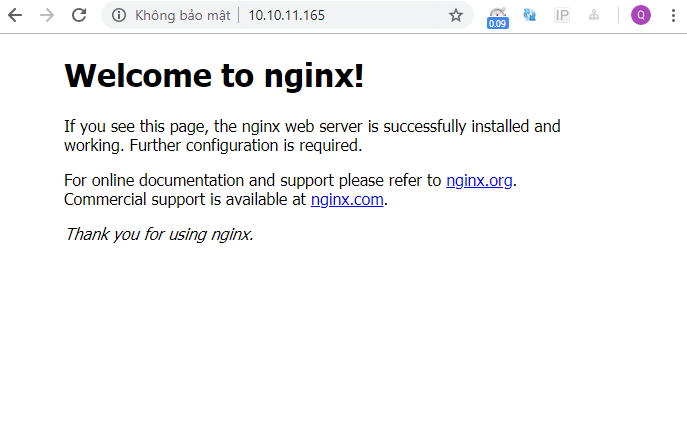 Không bảo mật 10.10.11.165
0.09
IP
Q
Welcome to nginx!
If you see this page, the nginx web server is successfully installed and
working. Further configuration is required.
For online documentation and support please refer to nginx.org.
Commercial support is available at nginx.com.
Thank you for using nginx.